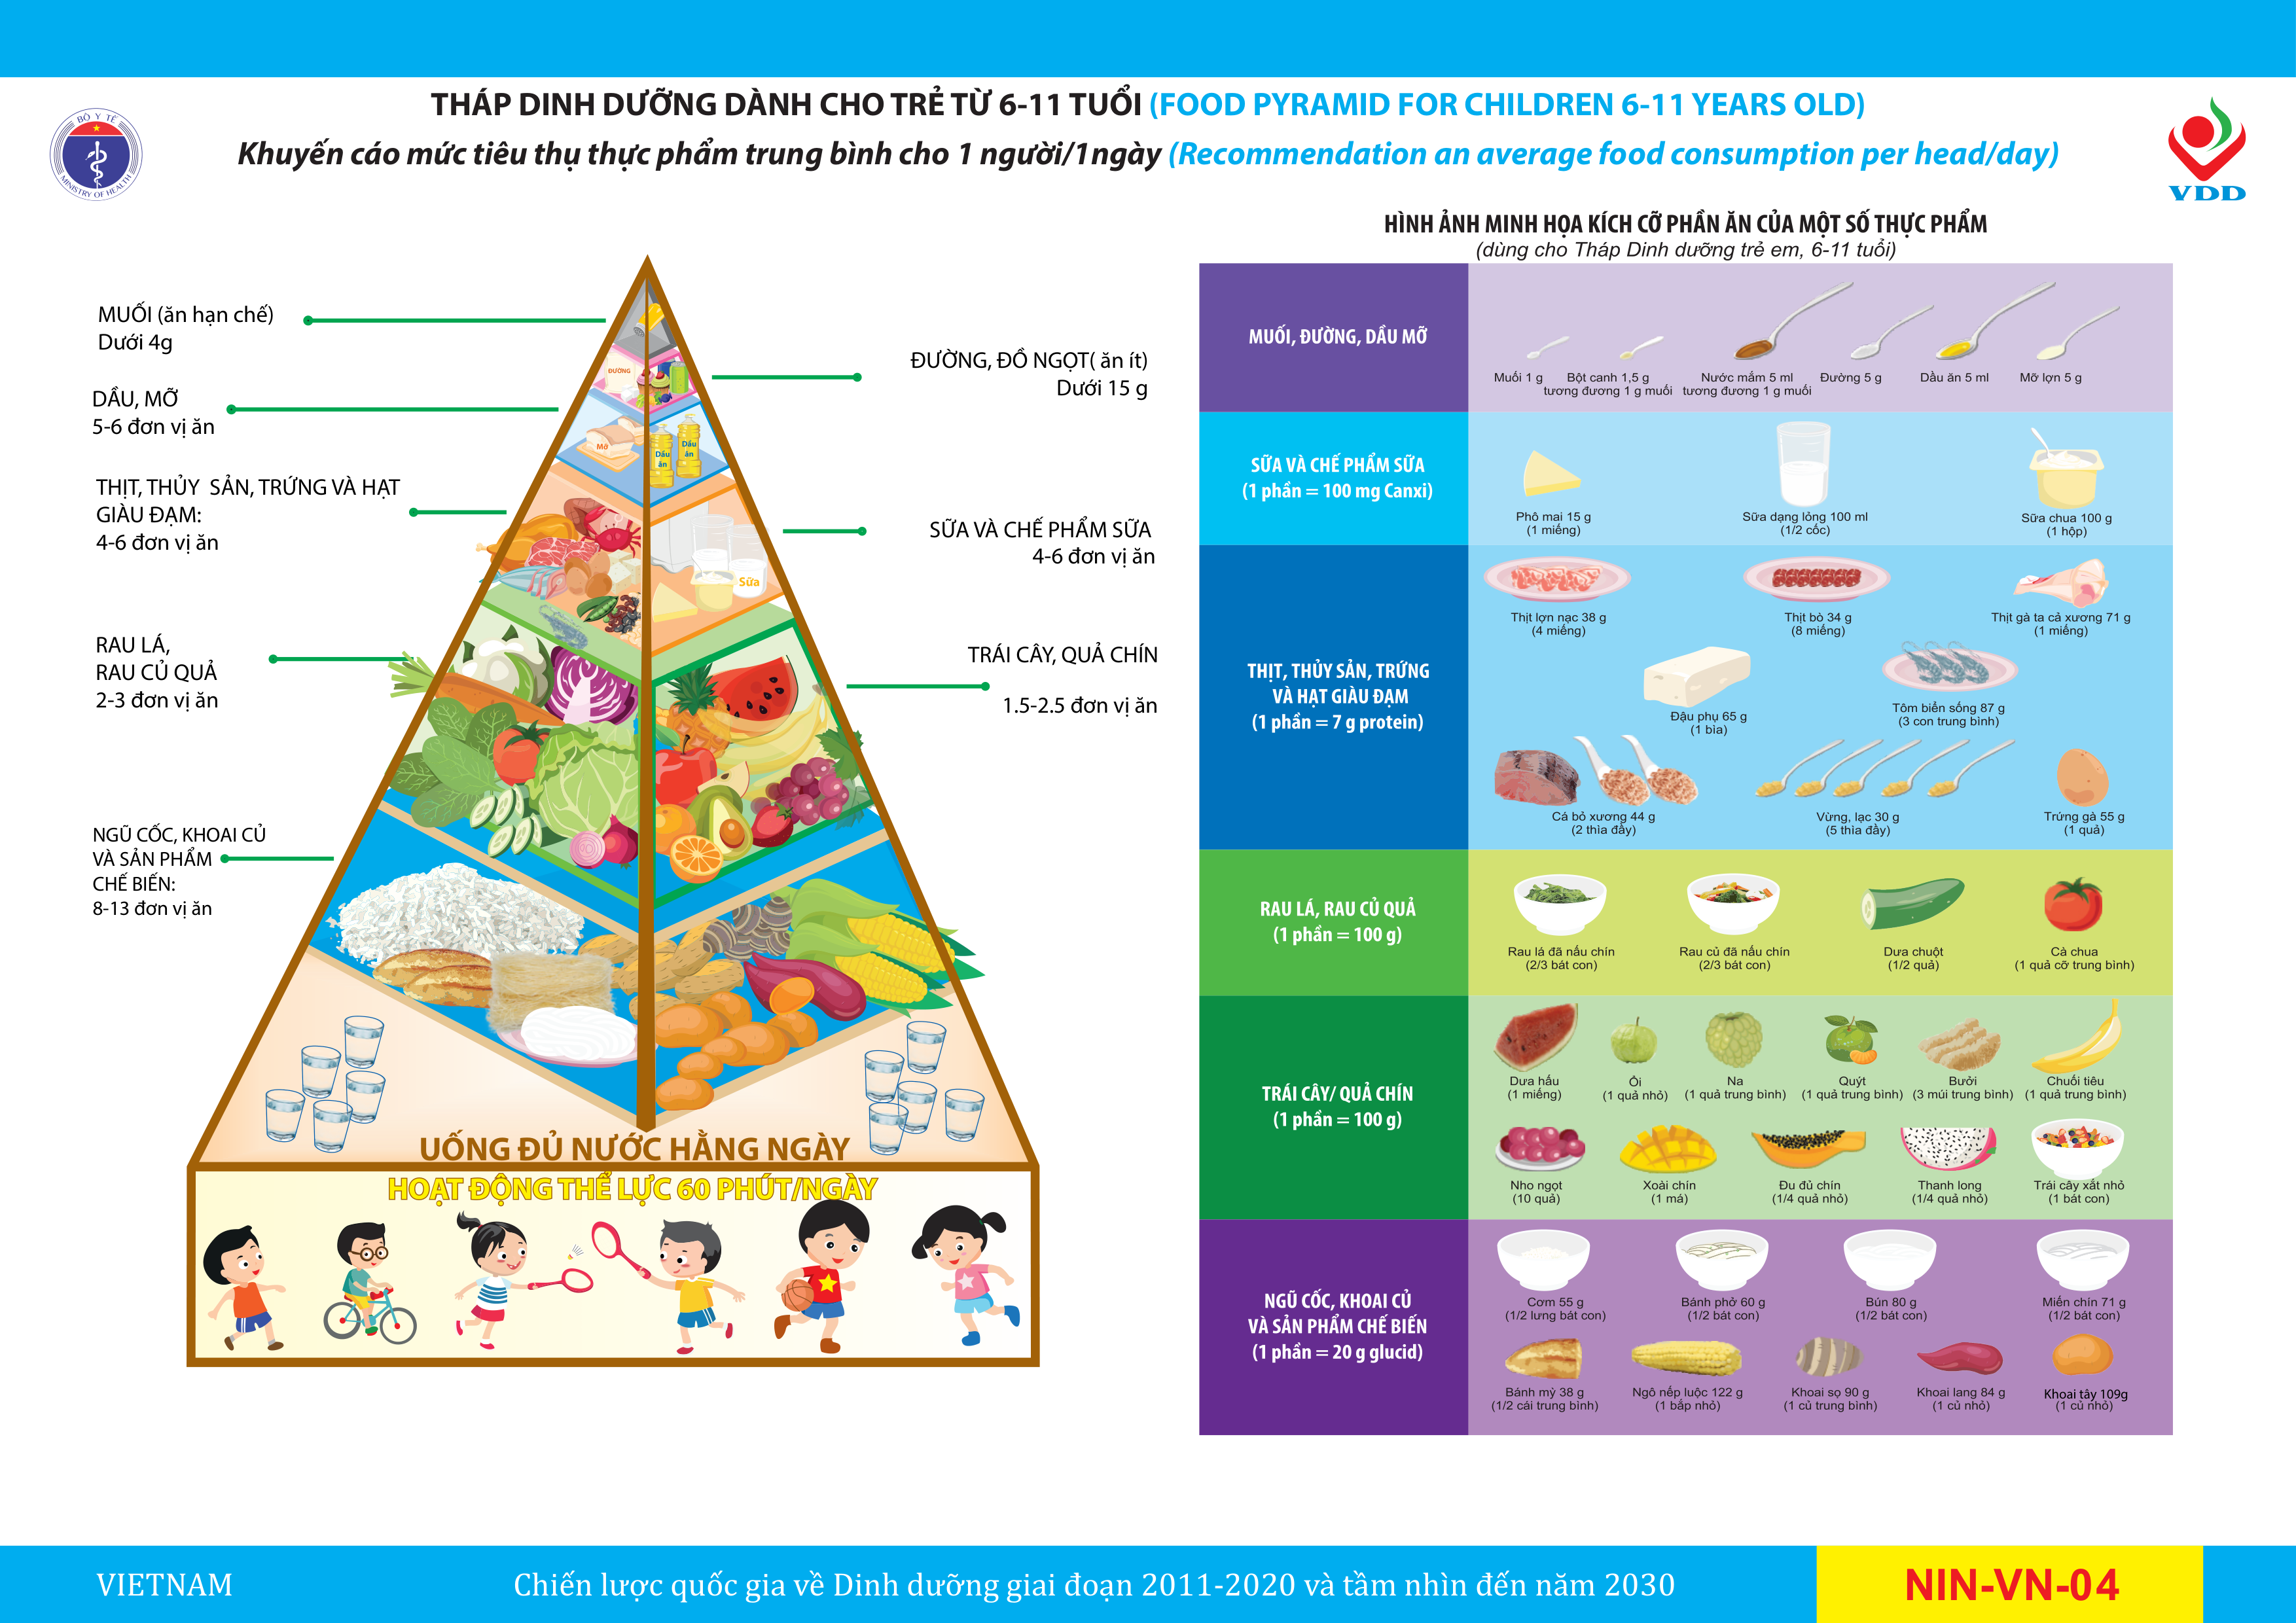 THÁP DINH DƯỠNG DÀNH CHO TRẺ TỪ 6-11 TUỔI (FOOD PYRAMID FOR CHILDREN 6-11 YEARS OLD)
Khuyến cáo mức tiêu thụ thực phẩm trung bình cho 1 người/1ngày (Recommendation an average food consumption per head/day)
BỘ Y TẾ
MINISTRY OF HEALTH
VDD
MUỐI (ăn hạn chế)
Dưới 4g
ĐƯỜNG, ĐỒ NGỌT( ăn ít)
Dưới 15 g
DẦU, MỠ
5-6 đơn vị ăn
THỊT, THỦY SẢN, TRỨNG VÀ HẠT
GIÀU ĐẠM:
4-6 đơn vị ăn
SỮA VÀ CHẾ PHẨM SỮA
4-6 đơn vị ăn
RAU LÁ,
RAU CỦ QUẢ
2-3 đơn vị ăn
TRÁI CÂY, QUẢ CHÍN
1.5-2.5 đơn vị ăn
NGŨ CỐC, KHOAI CỦ
VÀ SẢN PHẨM
CHẾ BIẾN:
8-13 đơn vị ăn
ĐƯỜNG
Mỡ
Dầu
ăn
Dầu
ăn
Sữa
UỐNG ĐỦ NƯỚC HẰNG NGÀY
HOẠT ĐỘNG THỂ LỰC 60 PHÚT/NGÀY
HÌNH ẢNH MINH HỌA KÍCH CỠ PHẦN ĂN CỦA MỘT SỐ THỰC PHẨM
(dùng cho Tháp Dinh dưỡng trẻ em, 6-11 tuổi)
MUỐI, ĐƯỜNG, DẦU MỠ
Muối 1 g
Bột canh 1,5 g
tương đương 1 g muối
Nước mắm 5 ml
tương đương 1 g muối
Đường 5 g
Dầu ăn 5 ml
Mỡ lợn 5 g
SỮA VÀ CHẾ PHẨM SỮA
(1 phần = 100 mg Canxi)
Phô mai 15 g
(1 miếng)
Sữa dạng lỏng 100 ml
(1/2 cốc)
Sữa chua 100 g
(1 hộp)
THỊT, THỦY SẢN, TRỨNG
VÀ HẠT GIÀU ĐẠM
(1 phần = 7 g protein)
Thịt lợn nạc 38 g
(4 miếng)
Thịt bò 34 g
(8 miếng)
Thịt gà ta cả xương 71 g
(1 miếng)
Đậu phụ 65 g
(1 bìa)
Tôm biển sống 87 g
(3 con trung bình)
Cá bỏ xương 44 g
(2 thìa đầy)
Vừng, lạc 30 g
(5 thìa đầy)
Trứng gà 55 g
(1 quả)
RAU LÁ, RAU CỦ QUẢ
(1 phần = 100 g)
Rau lá đã nấu chín
(2/3 bát con)
Rau củ đã nấu chín
(2/3 bát con)
Dưa chuột
(1/2 quả)
Cà chua
(1 quả cỡ trung bình)
TRÁI CÂY/ QUẢ CHÍN
(1 phần = 100 g)
Dưa hấu
(1 miếng)
Ổi
(1 quả nhỏ)
Na
(1 quả trung bình)
Quýt
(1 quả trung bình)
Bưởi
(3 múi trung bình)
Chuối tiêu
(1 quả trung bình)
Nho ngọt
(10 quả)
Xoài chín
(1 má)
Đu đủ chín
(1/4 quả nhỏ)
Thanh long
(1/4 quả nhỏ)
Trái cây xắt nhỏ
(1 bát con)
NGŨ CỐC, KHOAI CỦ
VÀ SẢN PHẨM CHẾ BIẾN
(1 phần = 20 g glucid)
Cơm 55 g
(1/2 lưng bát con)
Bánh phở 60 g
(1/2 bát con)
Bún 80 g
(1/2 bát con)
Miến chín 71 g
(1/2 bát con)
Bánh mỳ 38 g
(1/2 cái trung bình)
Ngô nếp luộc 122 g
(1 bắp nhỏ)
Khoai sọ 90 g
(1 củ trung bình)
Khoai lang 84 g
(1 củ nhỏ)
Khoai tây 109g
(1 củ nhỏ)
VIETNAM
Chiến lược quốc gia về Dinh dưỡng giai đoạn 2011-2020 và tầm nhìn đến năm 2030
NIN-VN-04